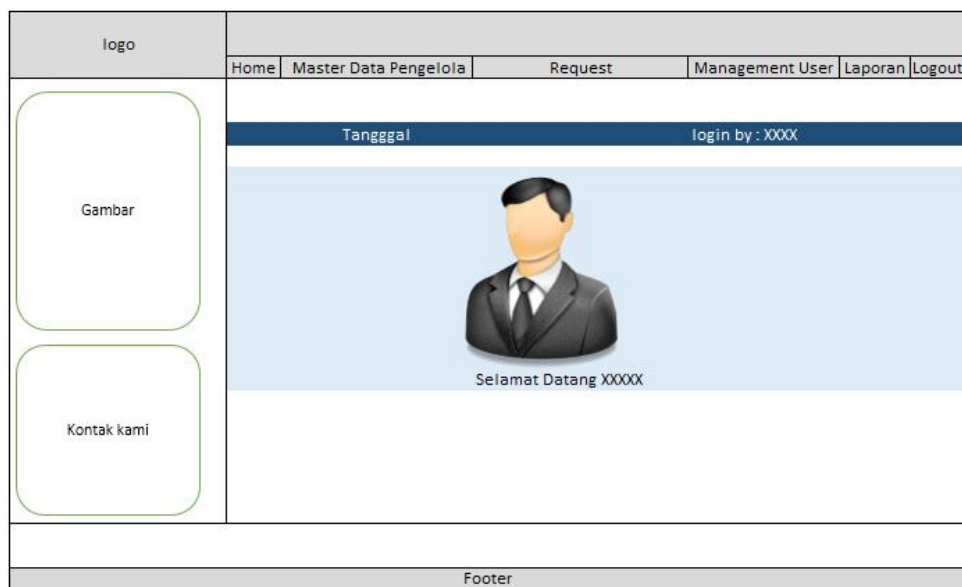 logo
Home Master Data Pengelola Request Management User Laporan Logout
Tangggal login by : XXXX
Gambar
Selamat Datang XXXXX
Kontak kami
Footer